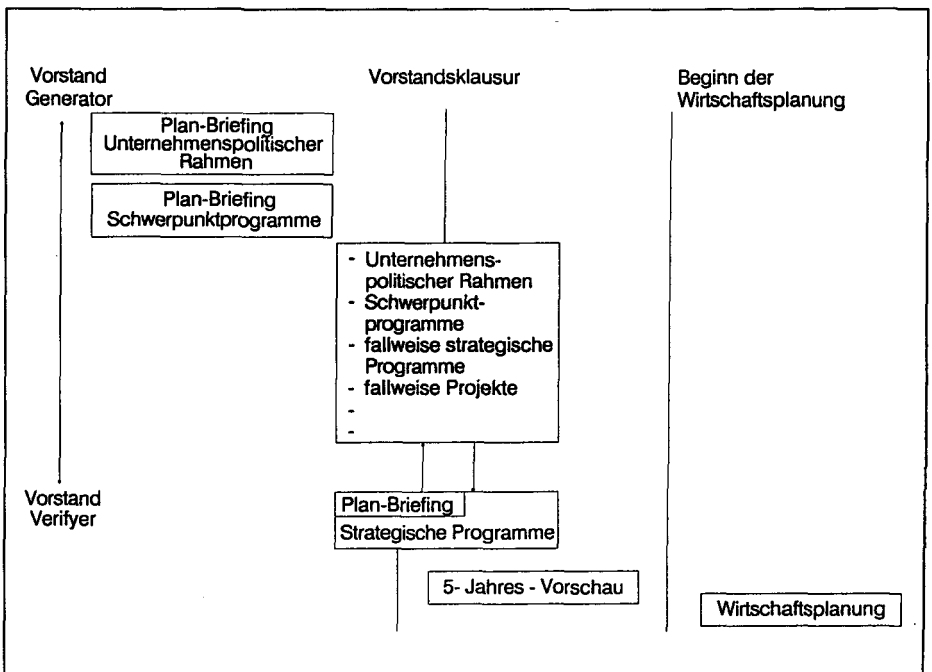 Vorstand
Generator
Vorstandsklausur
Beginn der
Wirtschaftsplanung
Plan-Briefing
Unternehmenspolitischer
Rahmen
Plan-Briefing
Schwerpunktprogramme
- Unternehmens-
politischer Rahmen
- Schwerpunkt-
programme
- fallweise strategische
Programme
- fallweise Projekte
-
-
Vorstand
Verifyer
Plan-Briefing
Strategische Programme
5- Jahres - Vorschau
Wirtschaftsplanung